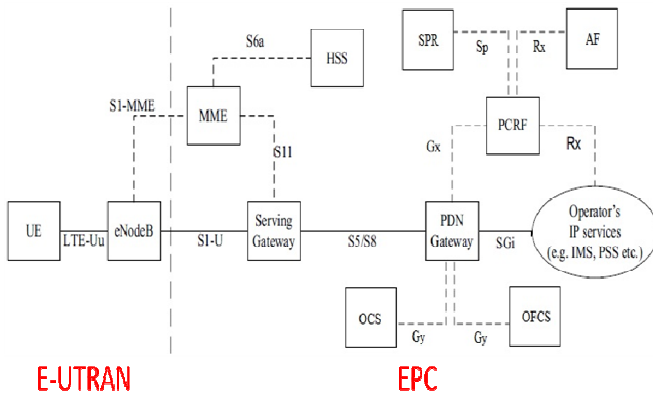 S6a
HSS
SPR
Sp
Rx
AF
S1-MME
MME
S11
PCRF
Gx
Rx
UE
LTE-Uu
eNodeB
S1-U
Serving
Gateway
S5/S8
PDN
Gateway
SGi
Operator's
IP services
(e.g. IMS, PSS etc.)
OCS
Gy
Gy
OFCS
E-UTRAN
EPC